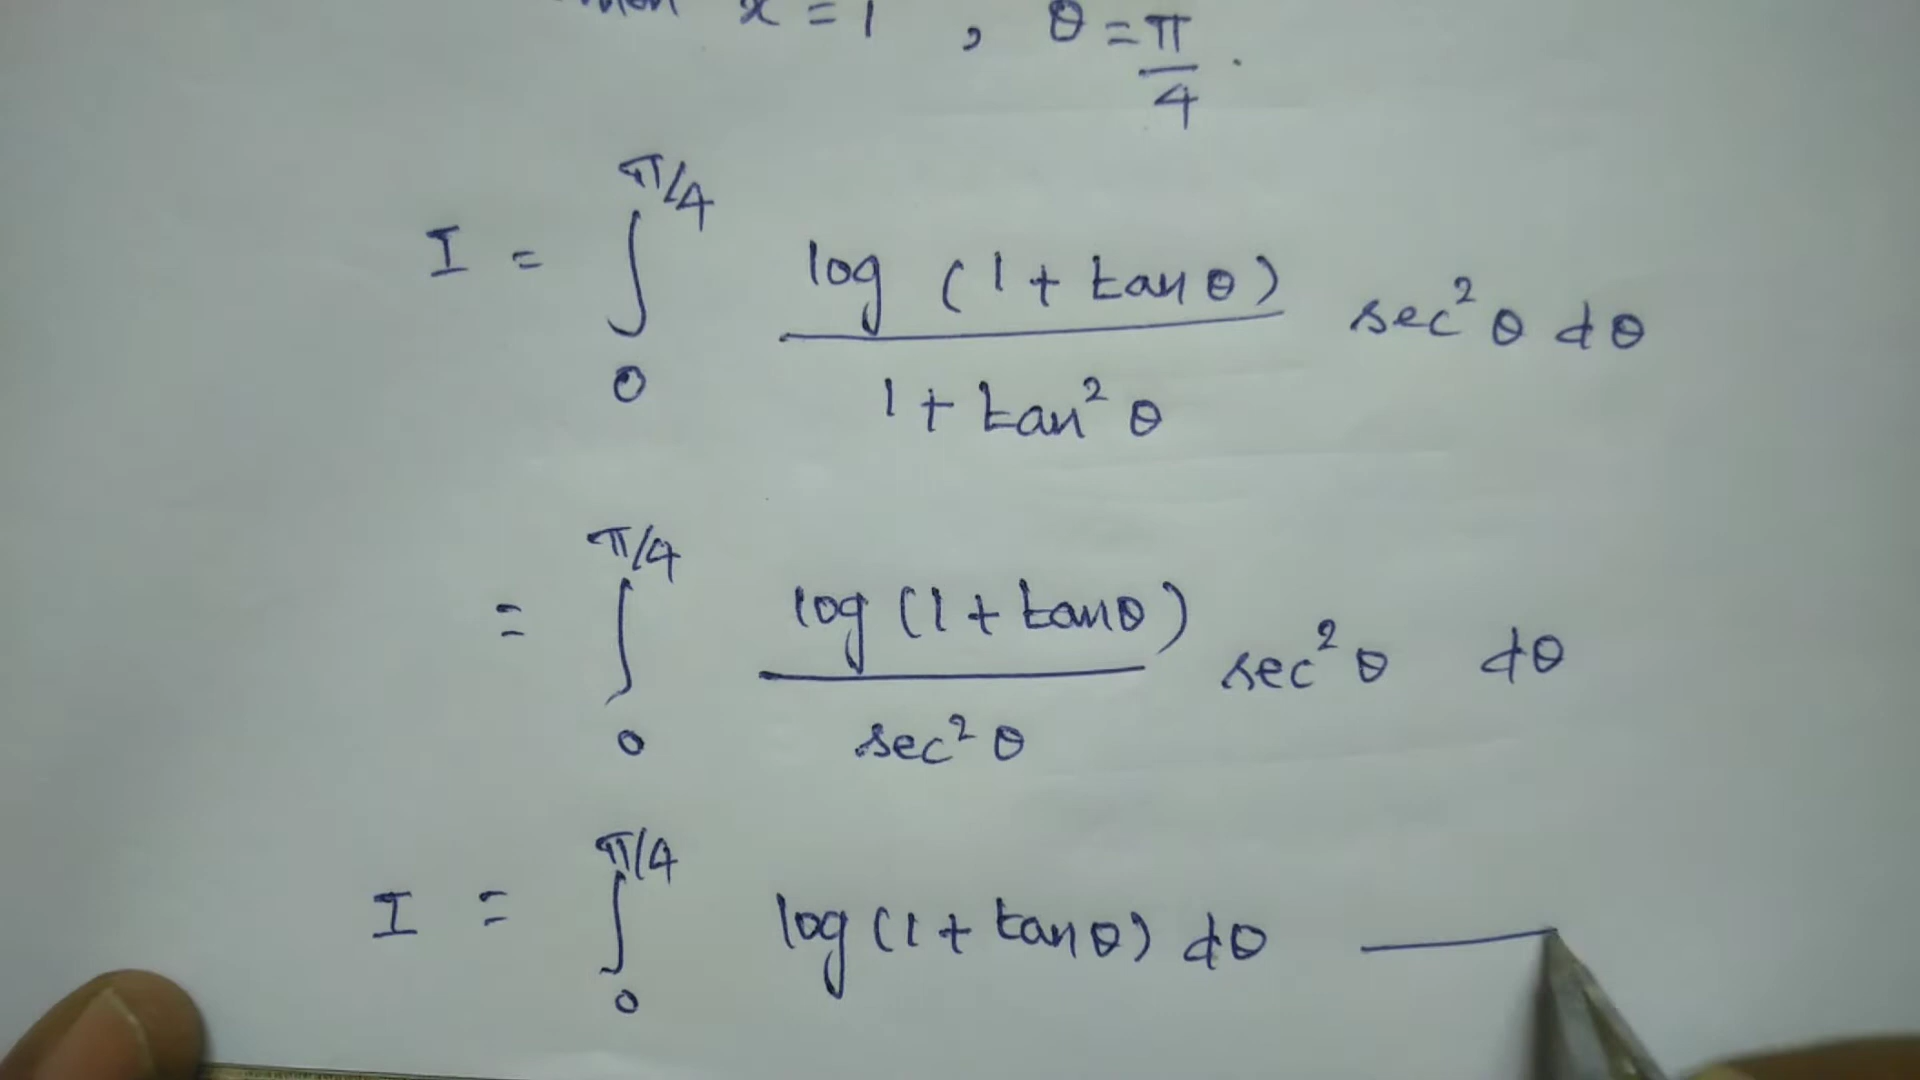 x = 1 , θ = π/4 .
I = ∫₀^{π/4} log (1 + tan θ) / (1 + tan² θ) sec² θ dθ
= ∫₀^{π/4} log (1 + tan θ) / sec² θ sec² θ dθ
I = ∫₀^{π/4} log (1 + tan θ) dθ